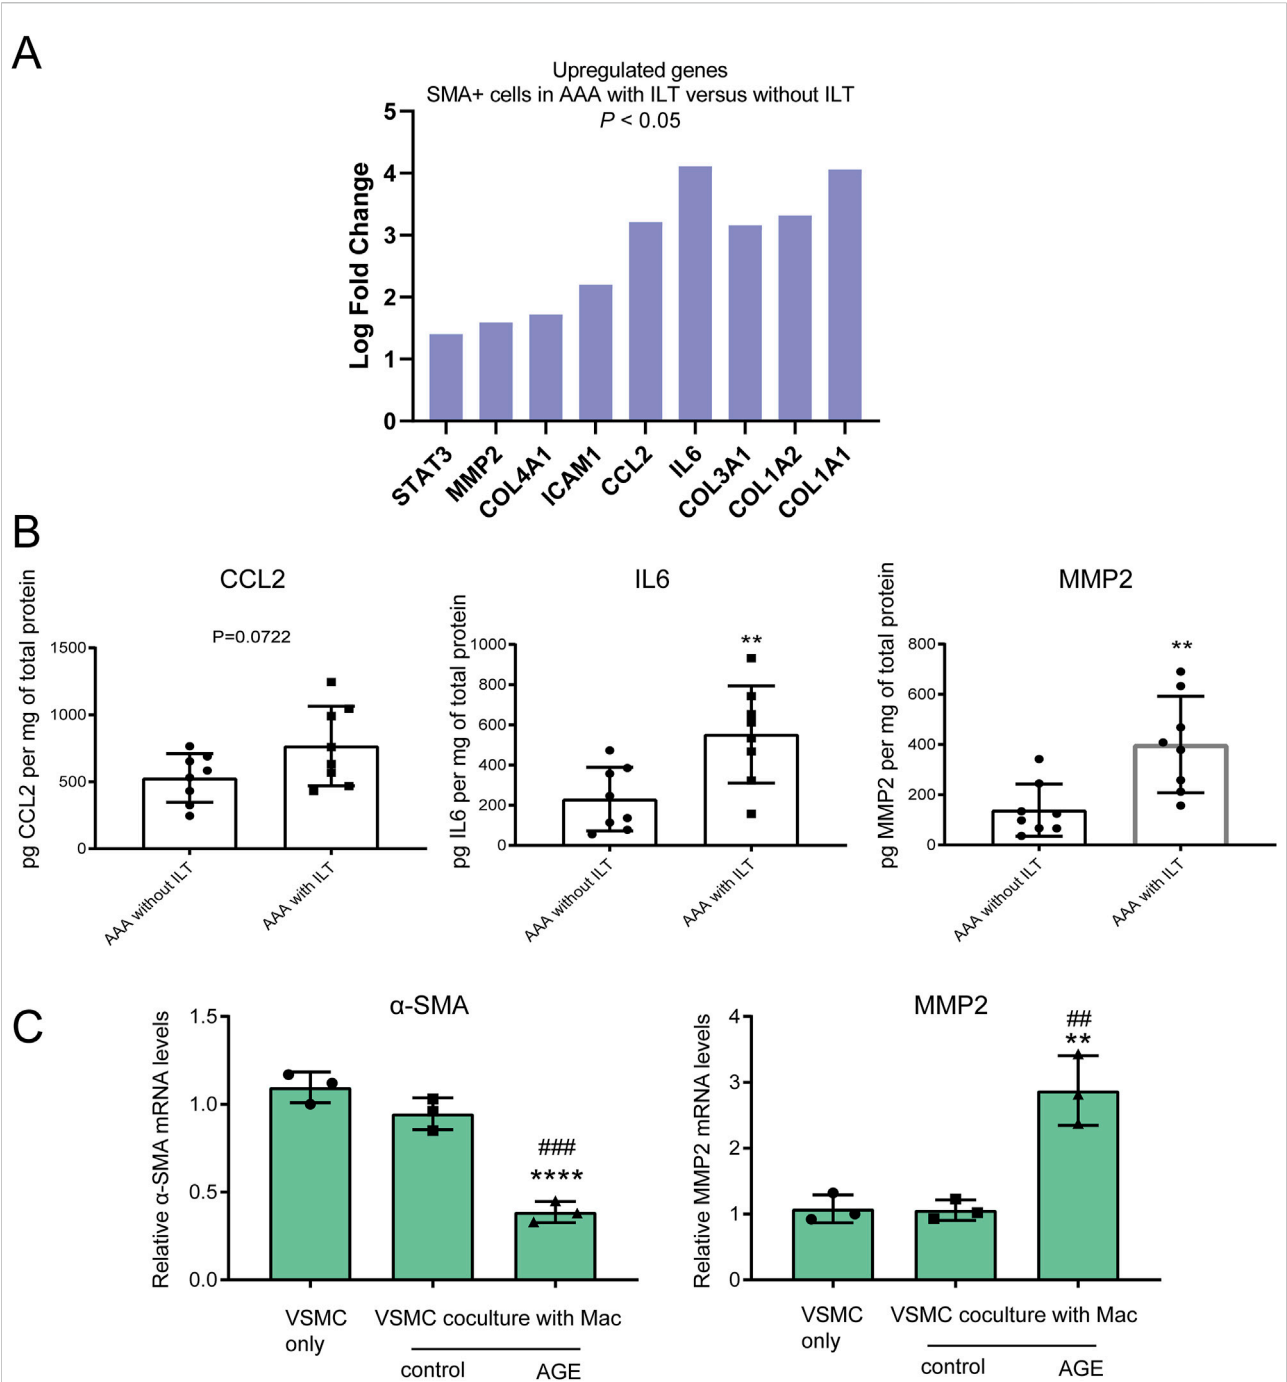 A
Upregulated genes
SMA+ cells in AAA with ILT versus without ILT
P < 0.05
Log Fold Change
5
4
3
2
1
0
STAT3
MMP2
COL4A1
ICAM1
CCL2
IL6
COL3A1
COL1A2
COL1A1
B
CCL2
P=0.0722
pg CCL2 per mg of total protein
1500
1000
500
0
AAA without ILT
AAA with ILT
IL6
**
pg IL6 per mg of total protein
1000
800
600
400
200
0
AAA without ILT
AAA with ILT
MMP2
**
pg MMP2 per mg of total protein
800
600
400
200
0
AAA without ILT
AAA with ILT
C
α-SMA
Relative α-SMA mRNA levels
1.5
1.0
0.5
0.0
###
****
VSMC
only
VSMC coculture with Mac
control
AGE
MMP2
Relative MMP2 mRNA levels
4
3
2
1
0
##
**
VSMC
only
VSMC coculture with Mac
control
AGE